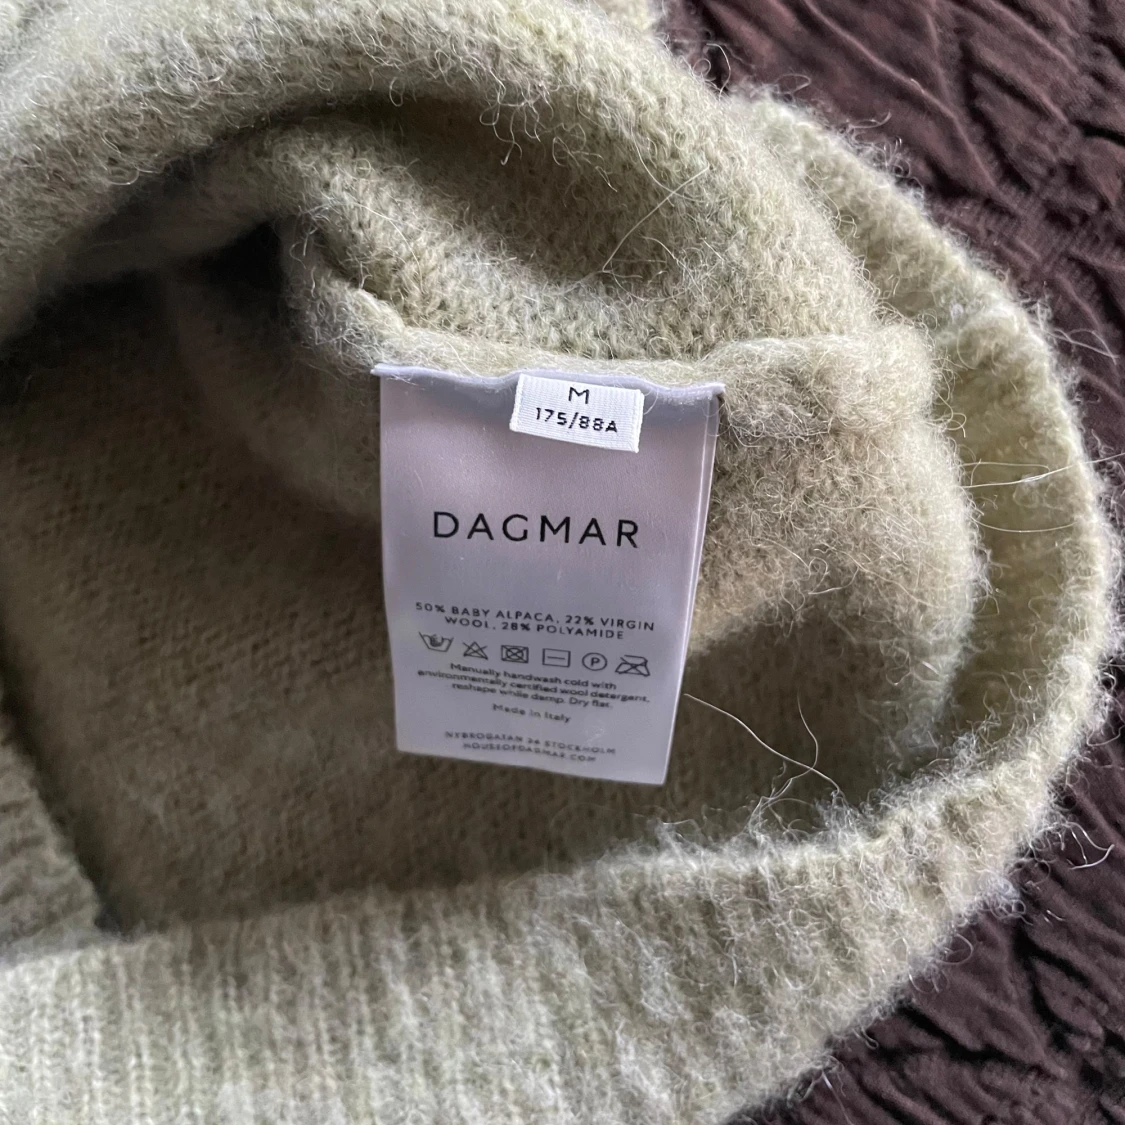 M
175/88A
DAGMAR
50% BABY ALPACA, 22% VIRGIN
WOOL, 28% POLYAMIDE
P
Manually handwash cold with
environmentally certified wool detergent,
reshape while damp. Dry flat.
Made in Italy
NYBROGATAN 24 STOCKHOLM
HOUSEOFDAGMAR.COM